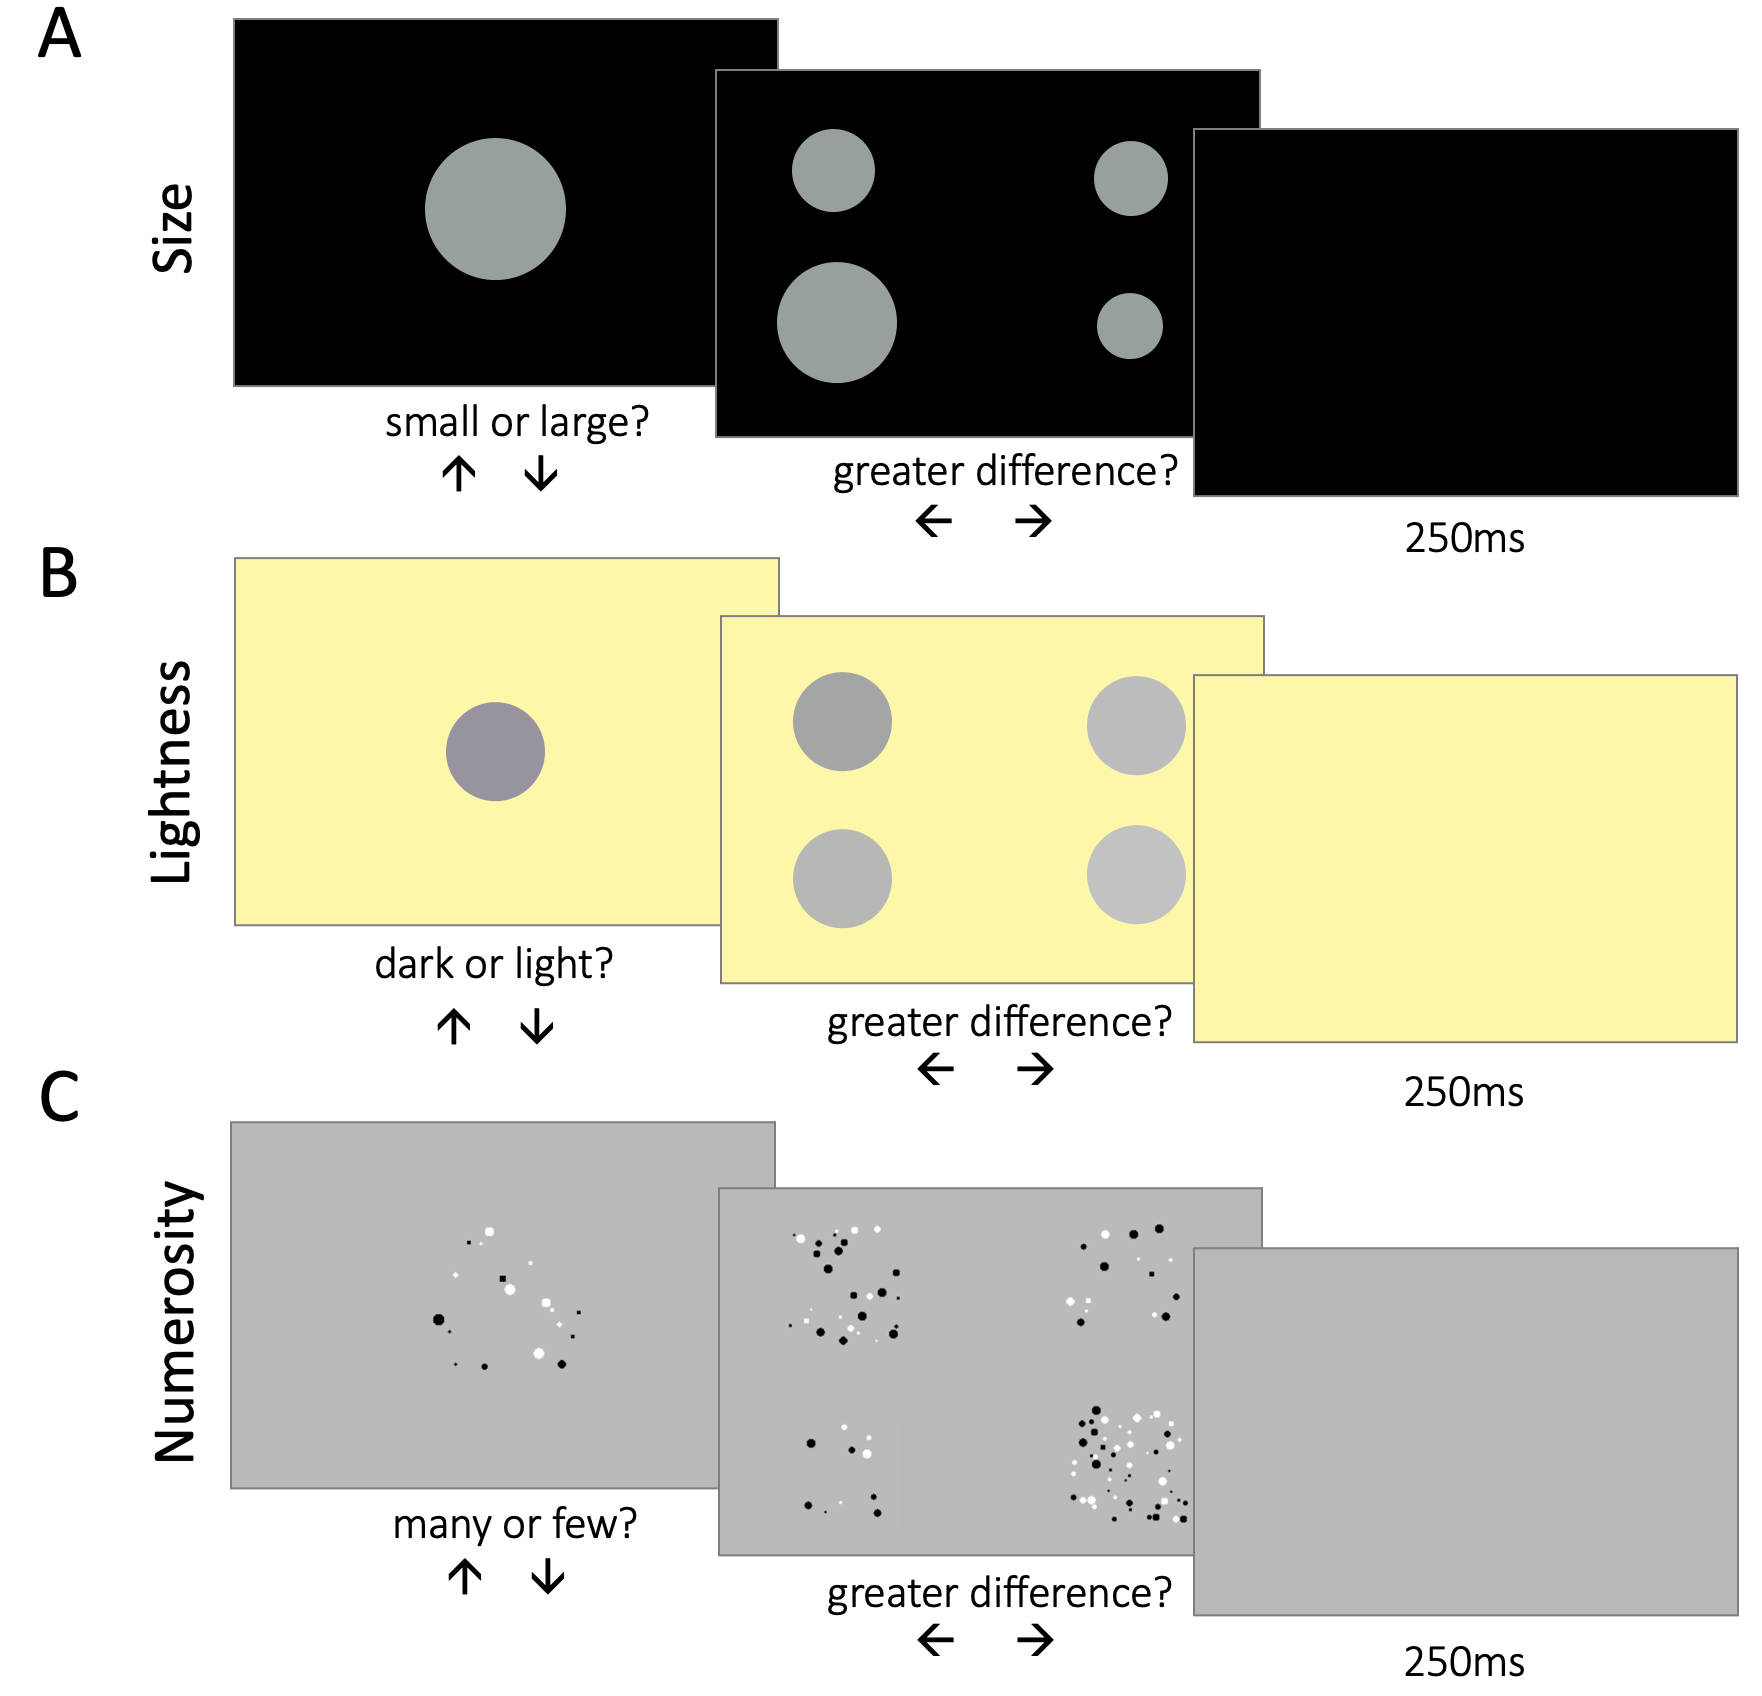 A
Size
small or large?
↑ ↓
greater difference?
← →
250ms
B
Lightness
dark or light?
↑ ↓
greater difference?
← →
250ms
C
Numerosity
many or few?
↑ ↓
greater difference?
← →
250ms